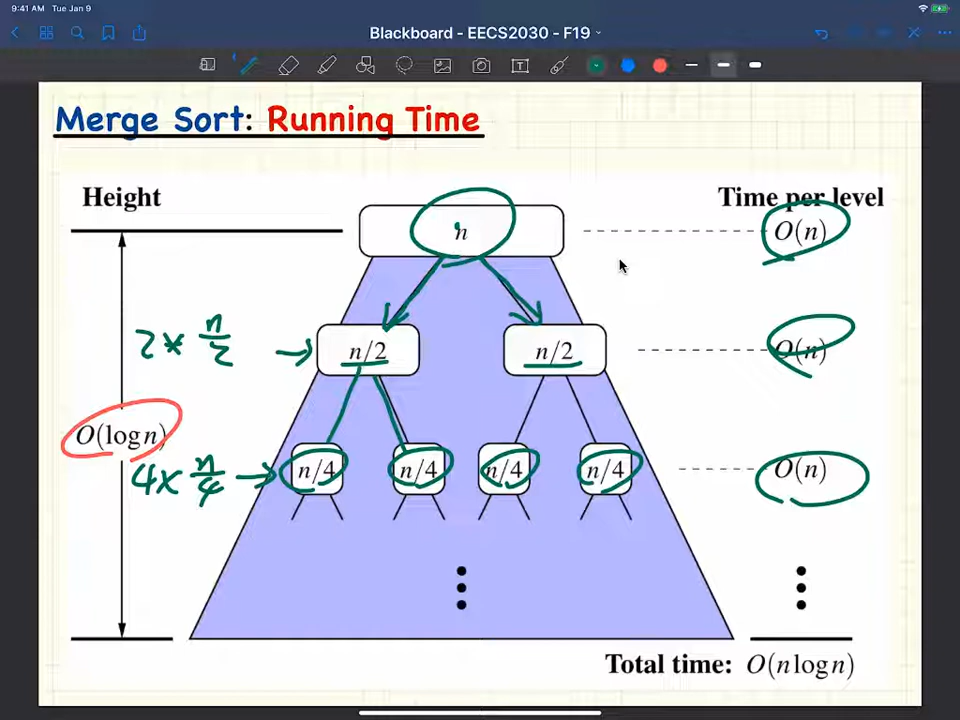 9:41 AM Tue Jan 9
Blackboard - EECS2030 - F19
Merge Sort: Running Time
Height
Time per level
n
O(n)
2 * n/2
n/2
n/2
O(n)
O(log n)
4 x n/4
n/4
n/4
n/4
n/4
O(n)
Total time: O(n log n)